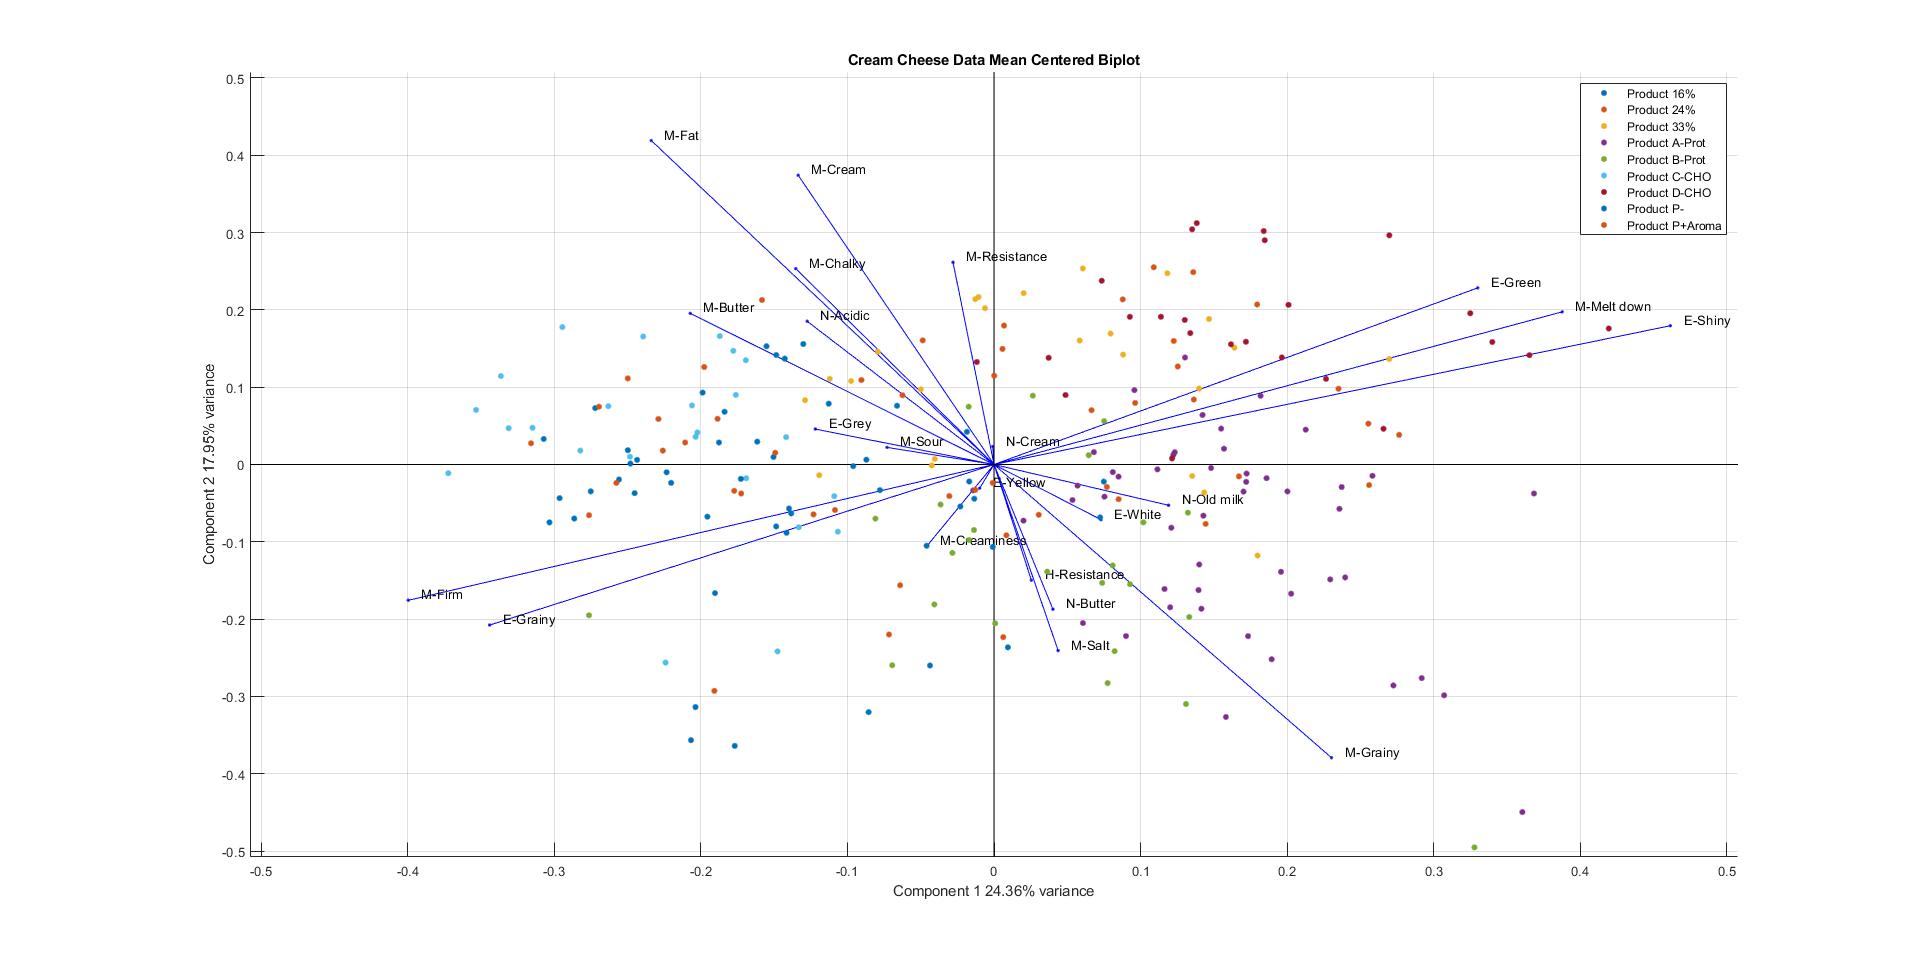 Cream Cheese Data Mean Centered Biplot
Product 16%
Product 24%
Product 33%
Product A-Prot
Product B-Prot
Product C-CHO
Product D-CHO
Product P-
Product P+Aroma
M-Fat
M-Cream
M-Resistance
M-Chalky
E-Green
M-Melt down
M-Butter
N-Acidic
E-Shiny
E-Grey
M-Sour
N-Cream
E-Yellow
N-Old milk
E-White
M-Creaminess
H-Resistance
M-Firm
N-Butter
E-Grainy
M-Salt
M-Grainy
0.5
0.4
0.3
0.2
0.1
0
-0.1
-0.2
-0.3
-0.4
-0.5
Component 2 17.95% variance
-0.5 -0.4 -0.3 -0.2 -0.1 0 0.1 0.2 0.3 0.4 0.5
Component 1 24.36% variance